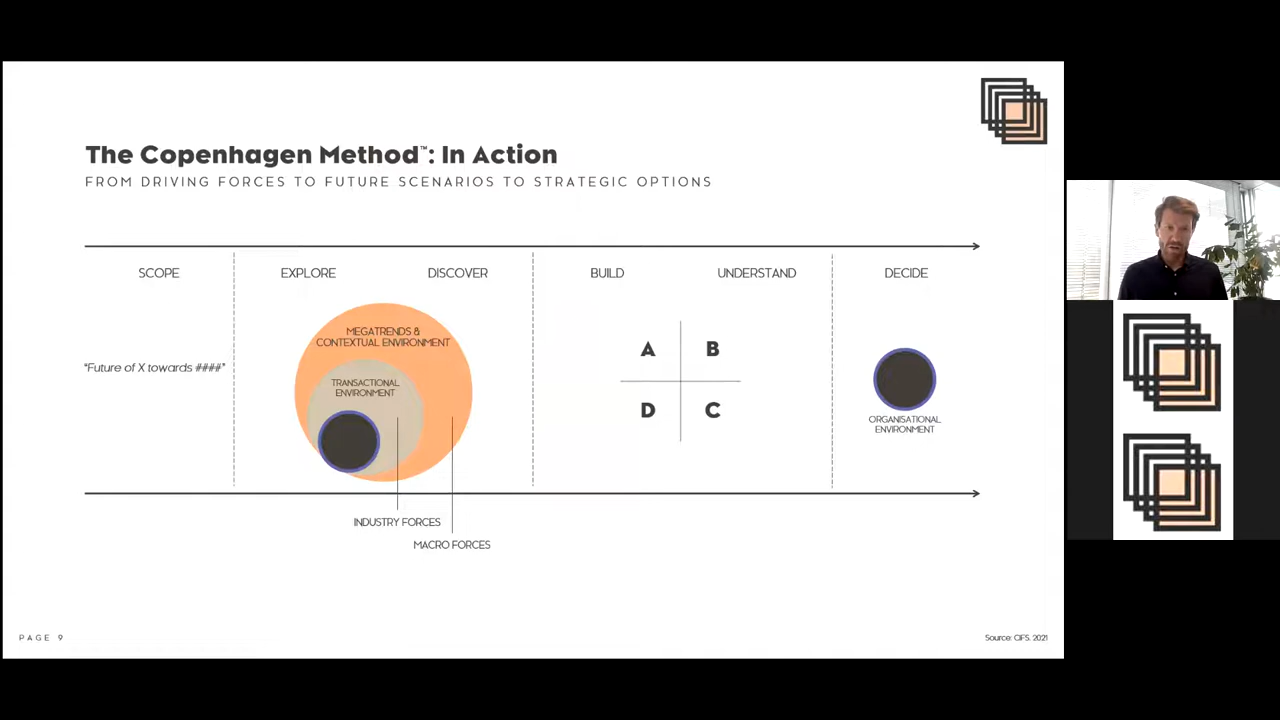 The Copenhagen Method™: In Action
FROM DRIVING FORCES TO FUTURE SCENARIOS TO STRATEGIC OPTIONS
SCOPE
EXPLORE
DISCOVER
BUILD
UNDERSTAND
DECIDE
"Future of X towards ####"
MEGATRENDS &
CONTEXTUAL ENVIRONMENT
TRANSACTIONAL
ENVIRONMENT
A
B
D
C
ORGANISATIONAL
ENVIRONMENT
INDUSTRY FORCES
MACRO FORCES
PAGE 9
Source: CIFS, 2021